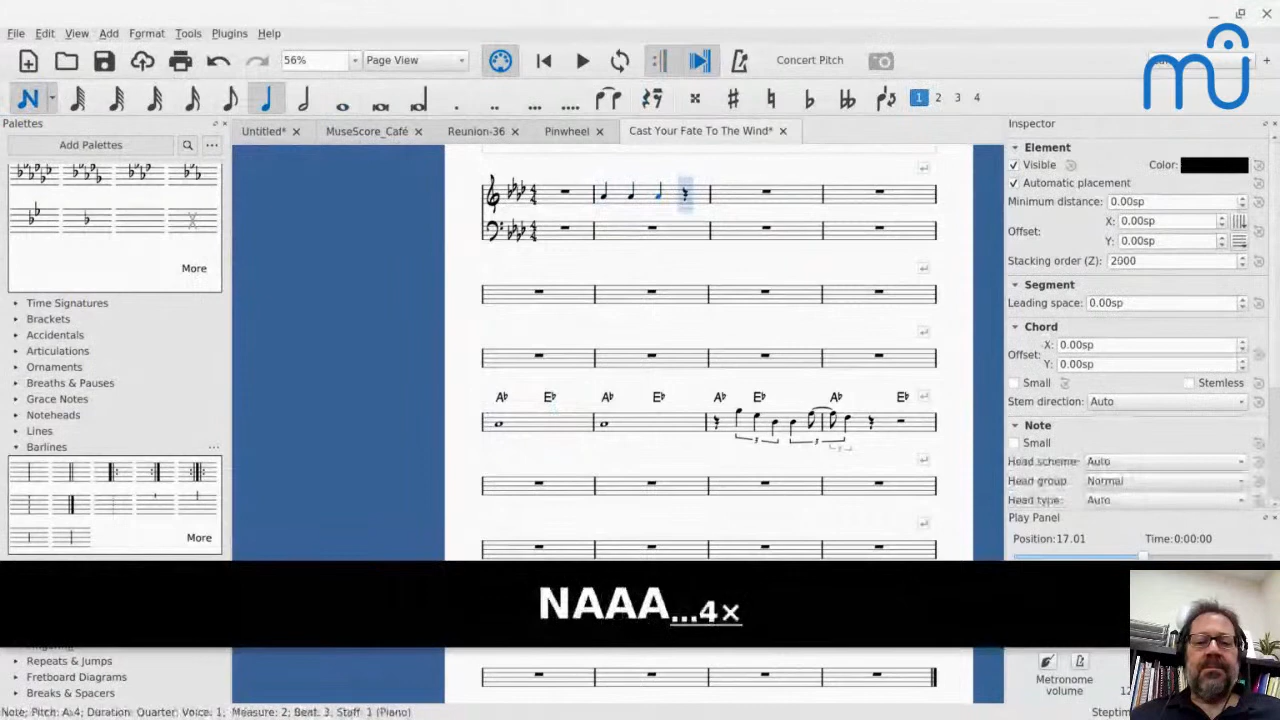 File Edit View Add Format Tools Plugins Help
56% Page View Concert Pitch
N 1 2 3 4
Palettes
Untitled* MuseScore_Café Reunion-36 Pinwheel Cast Your Fate To The Wind*
Inspector
Add Palettes
More
Time Signatures
Brackets
Accidentals
Articulations
Ornaments
Breaths & Pauses
Grace Notes
Noteheads
Lines
Barlines
More
Repeats & Jumps
Fretboard Diagrams
Breaks & Spacers
A♭ E♭ A♭ E♭ A♭ E♭ A♭ E♭
3 3 3
Element
Visible Color:
Automatic placement
Minimum distance: 0.00sp
Offset: X: 0.00sp
Y: 0.00sp
Stacking order (Z): 2000
Segment
Leading space: 0.00sp
Chord
Offset: X: 0.00sp
Y: 0.00sp
Small Stemless
Stem direction: Auto
Note
Small
Head scheme: Auto
Head group: Normal
Head type: Auto
Play Panel
Position:17.01 Time:0:00:00
NAAA...4×
Metronome
volume
Note; Pitch: A♭4; Duration: Quarter; Voice: 1; Measure: 2; Beat: 3; Staff 1 (Piano)